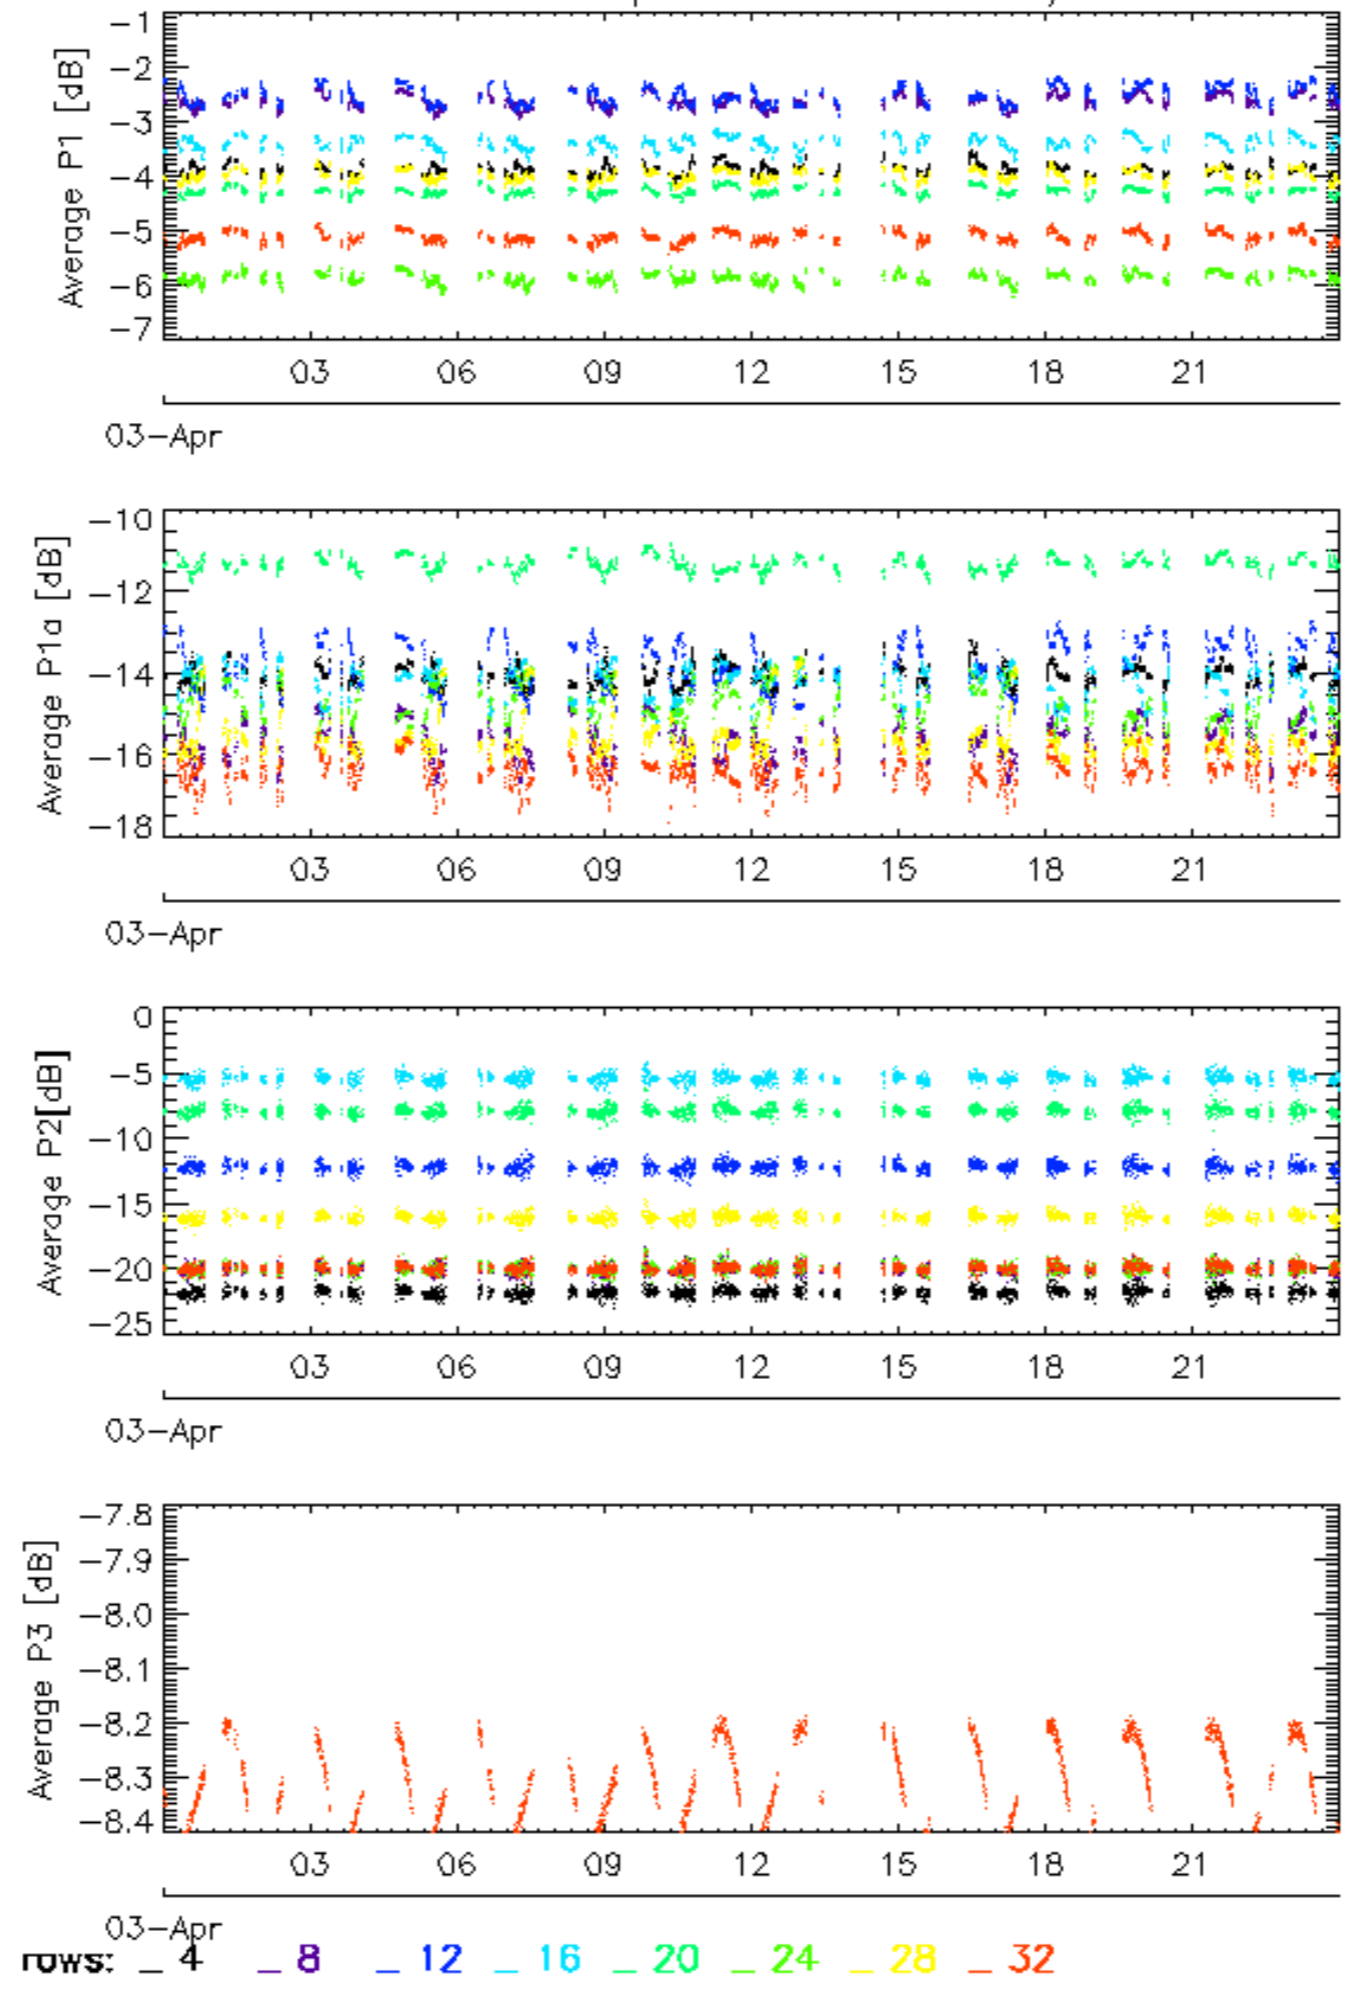 -1
-2
-3
-4
-5
-6
-7
Average P1 [dB]
03 06 09 12 15 18 21
03-Apr
-10
-12
-14
-16
-18
Average P1a [dB]
03 06 09 12 15 18 21
03-Apr
0
-5
-10
-15
-20
-25
Average P2[dB]
03 06 09 12 15 18 21
03-Apr
-7.8
-7.9
-8.0
-8.1
-8.2
-8.3
-8.4
Average P3 [dB]
03 06 09 12 15 18 21
03-Apr
rows: _ 4 _ 8 _ 12 _ 16 _ 20 _ 24 _ 28 _ 32